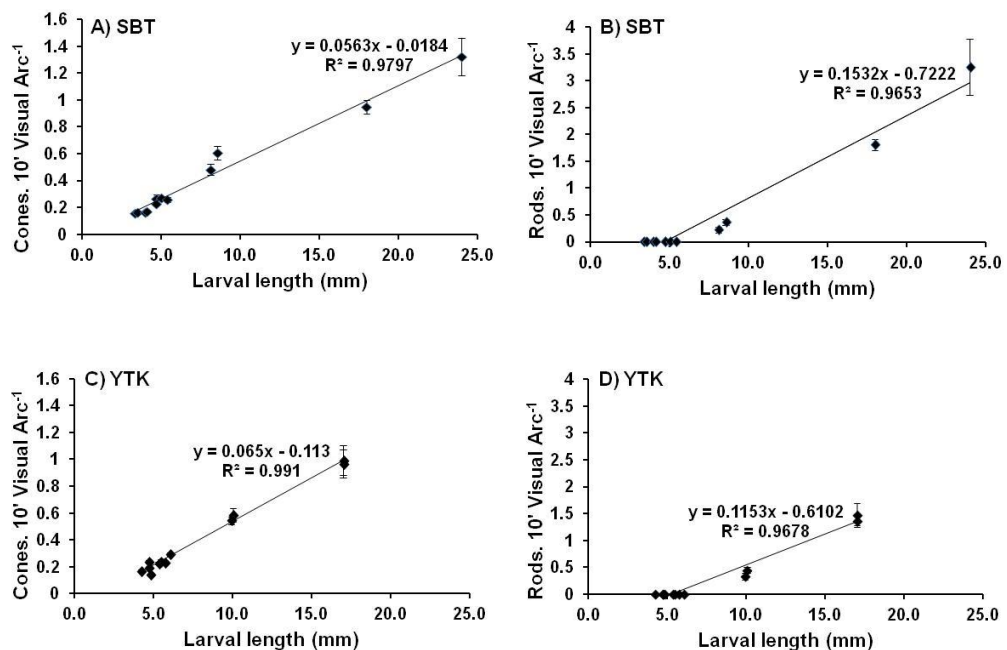 A) SBT
y = 0.0563x - 0.0184
R² = 0.9797
Cones. 10' Visual Arc⁻¹
1.6
1.4
1.2
1
0.8
0.6
0.4
0.2
0
0.0 5.0 10.0 15.0 20.0 25.0
Larval length (mm)
B) SBT
y = 0.1532x - 0.7222
R² = 0.9653
Rods. 10' Visual Arc⁻¹
4
3.5
3
2.5
2
1.5
1
0.5
0
0.0 5.0 10.0 15.0 20.0 25.0
Larval length (mm)
C) YTK
y = 0.065x - 0.113
R² = 0.991
Cones. 10' Visual Arc⁻¹
1.6
1.4
1.2
1
0.8
0.6
0.4
0.2
0
0.0 5.0 10.0 15.0 20.0 25.0
Larval length (mm)
D) YTK
y = 0.1153x - 0.6102
R² = 0.9678
Rods. 10' Visual Arc⁻¹
4
3.5
3
2.5
2
1.5
1
0.5
0
0.0 5.0 10.0 15.0 20.0 25.0
Larval length (mm)